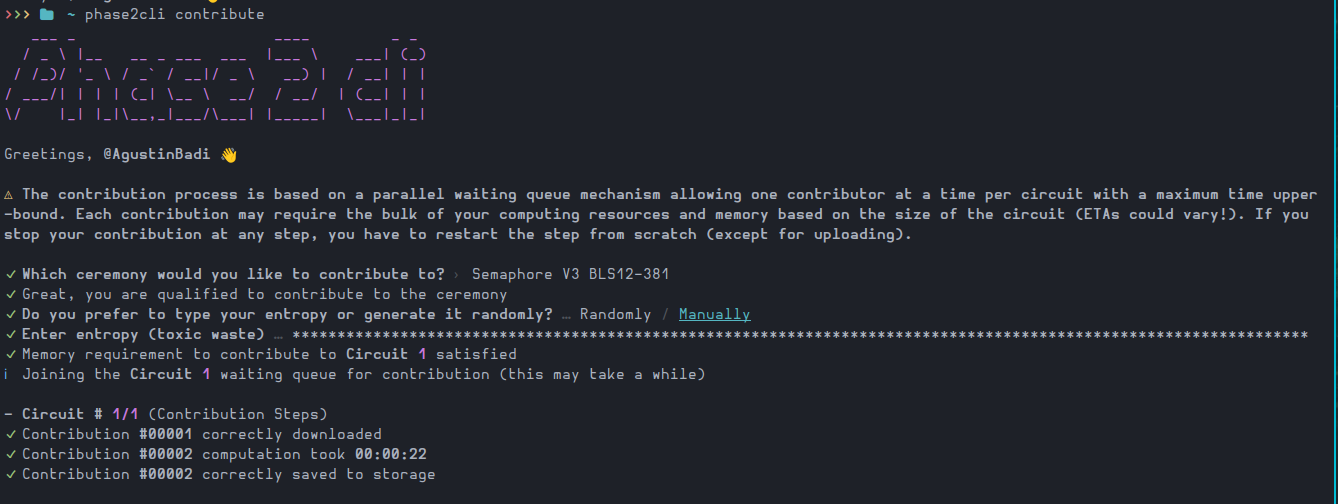 >>> ~ phase2cli contribute
Phase2cli
Greetings, @AgustinBadi 👋
⚠ The contribution process is based on a parallel waiting queue mechanism allowing one contributor at a time per circuit with a maximum time upper
-bound. Each contribution may require the bulk of your computing resources and memory based on the size of the circuit (ETAs could vary!). If you
stop your contribution at any step, you have to restart the step from scratch (except for uploading).
✓ Which ceremony would you like to contribute to? › Semaphore V3 BLS12-381
✓ Great, you are qualified to contribute to the ceremony
✓ Do you prefer to type your entropy or generate it randomly? … Randomly / Manually
✓ Enter entropy (toxic waste) … *****************************************************************************************************************
✓ Memory requirement to contribute to Circuit 1 satisfied
i Joining the Circuit 1 waiting queue for contribution (this may take a while)
- Circuit # 1/1 (Contribution Steps)
✓ Contribution #00001 correctly downloaded
✓ Contribution #00002 computation took 00:00:22
✓ Contribution #00002 correctly saved to storage